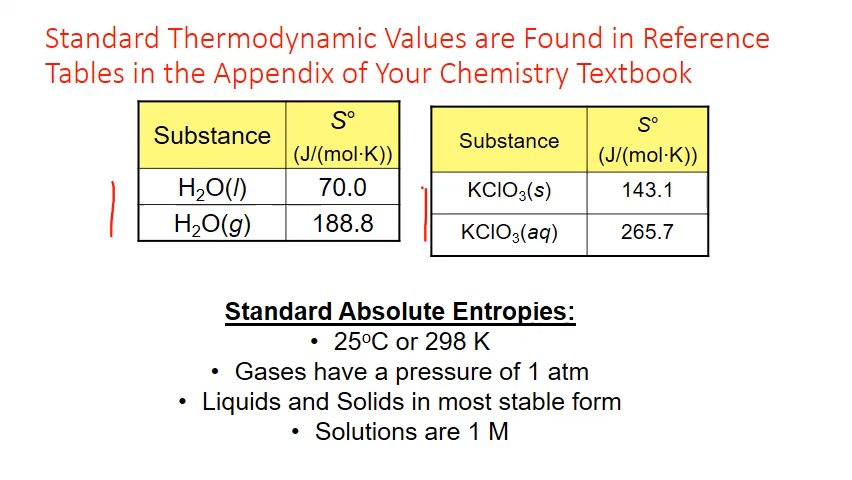 Standard Thermodynamic Values are Found in Reference
Tables in the Appendix of Your Chemistry Textbook
Substance S° (J/(mol·K))
H₂O(l) 70.0
H₂O(g) 188.8
Substance S° (J/(mol·K))
KClO₃(s) 143.1
KClO₃(aq) 265.7
Standard Absolute Entropies:
• 25°C or 298 K
• Gases have a pressure of 1 atm
• Liquids and Solids in most stable form
• Solutions are 1 M